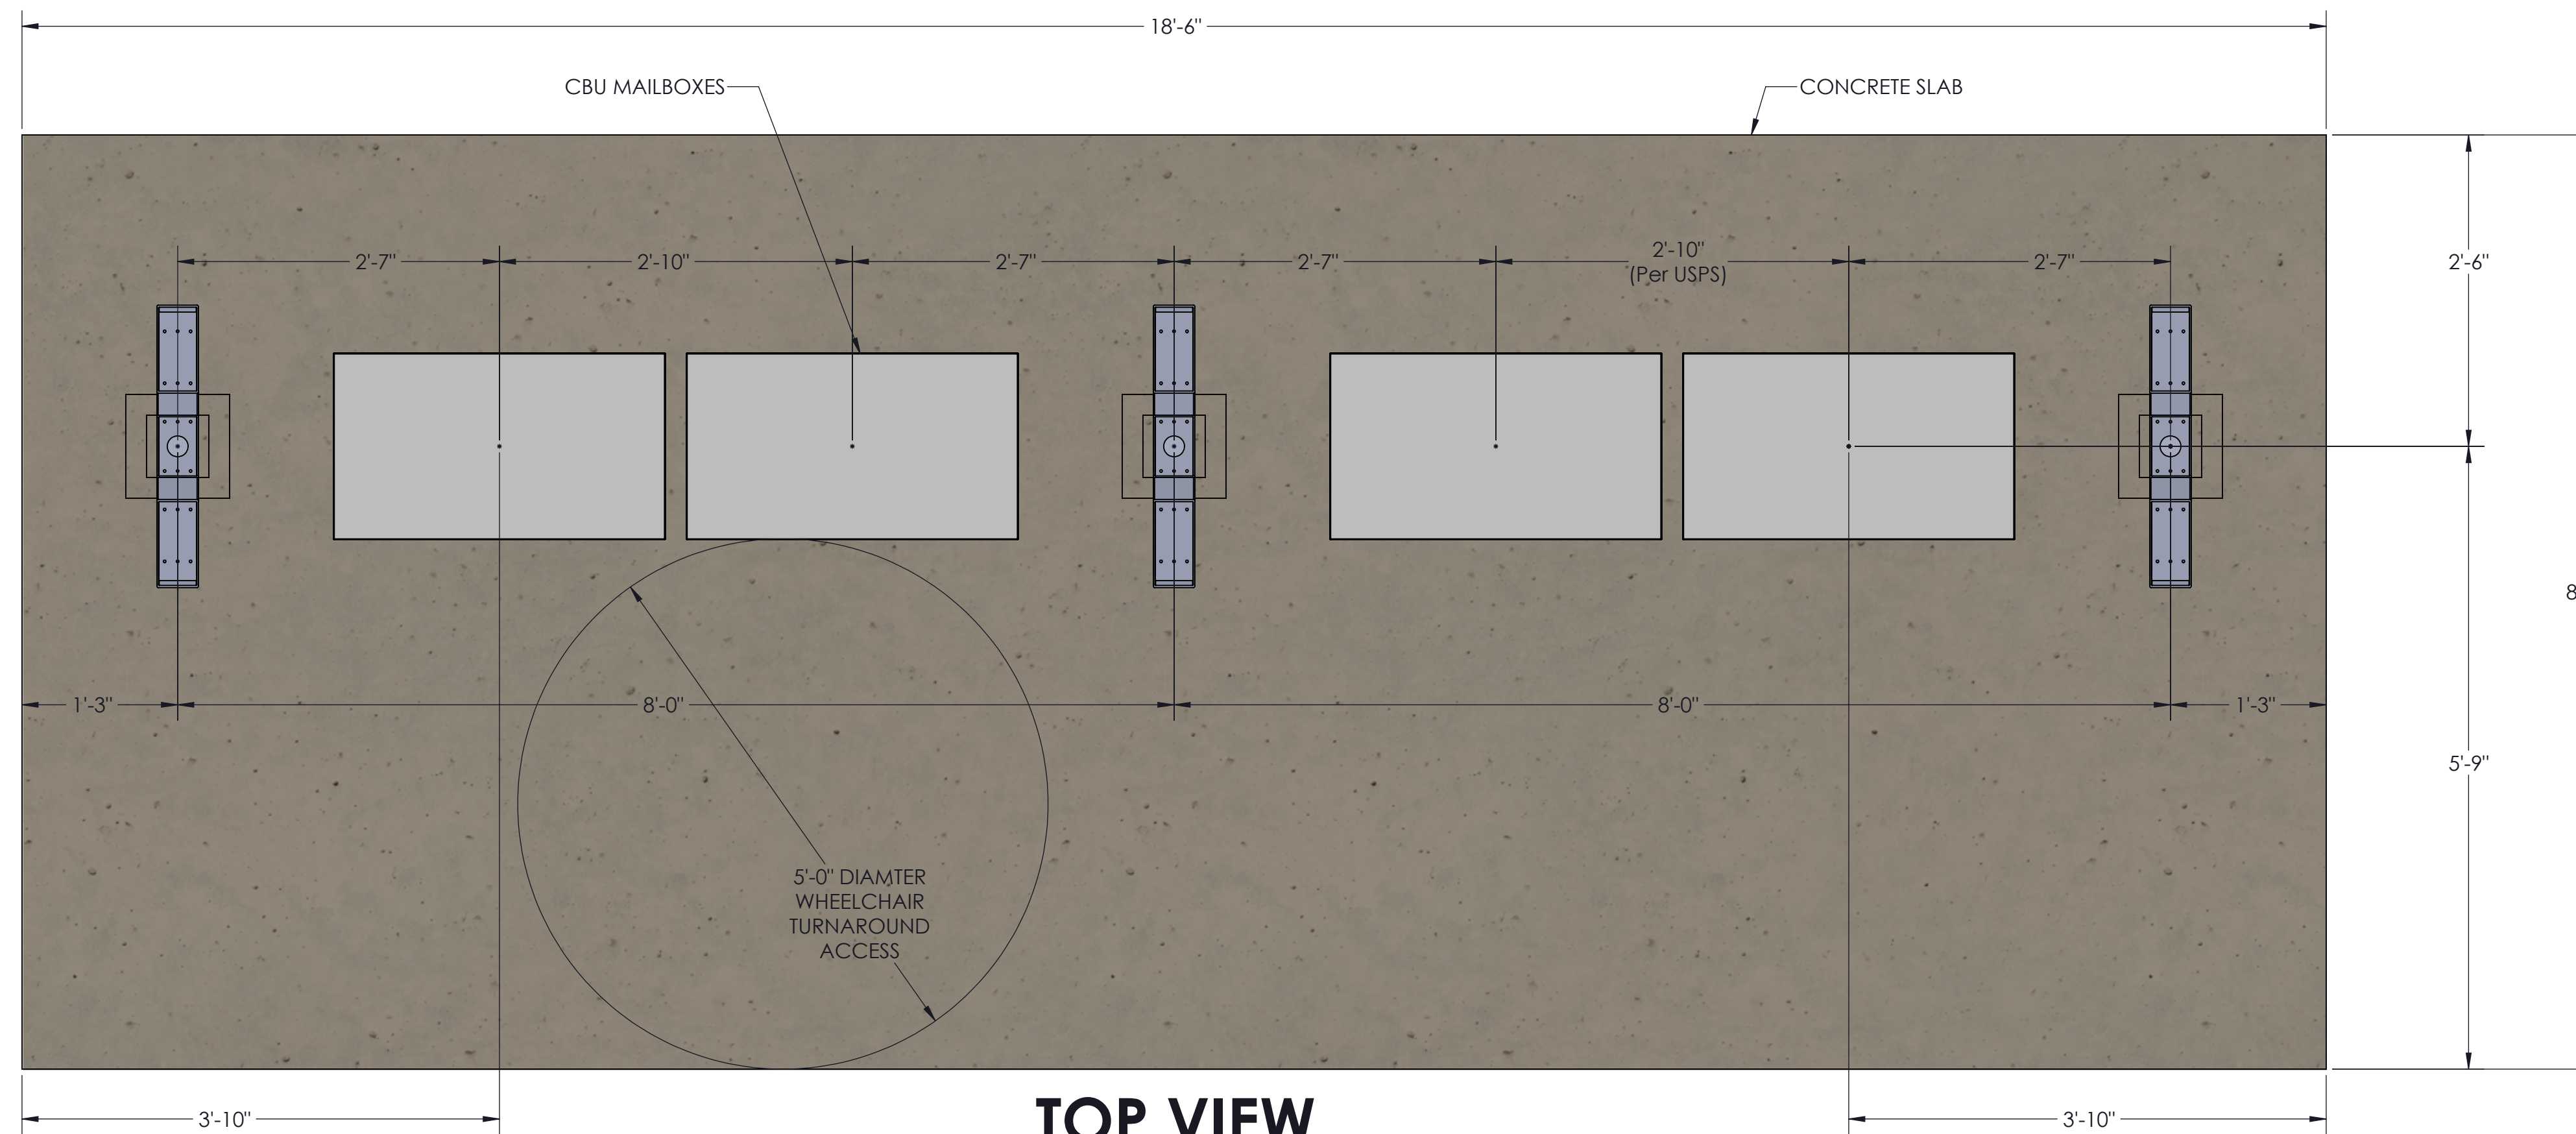 18'-6"
CBU MAILBOXES
CONCRETE SLAB
2'-7"
2'-10"
2'-7"
2'-7"
2'-10"
(Per USPS)
2'-7"
2'-6"
8
1'-3"
8'-0"
8'-0"
1'-3"
5'-9"
5'-0" DIAMTER
WHEELCHAIR
TURNAROUND
ACCESS
3'-10"
TOP VIEW
3'-10"